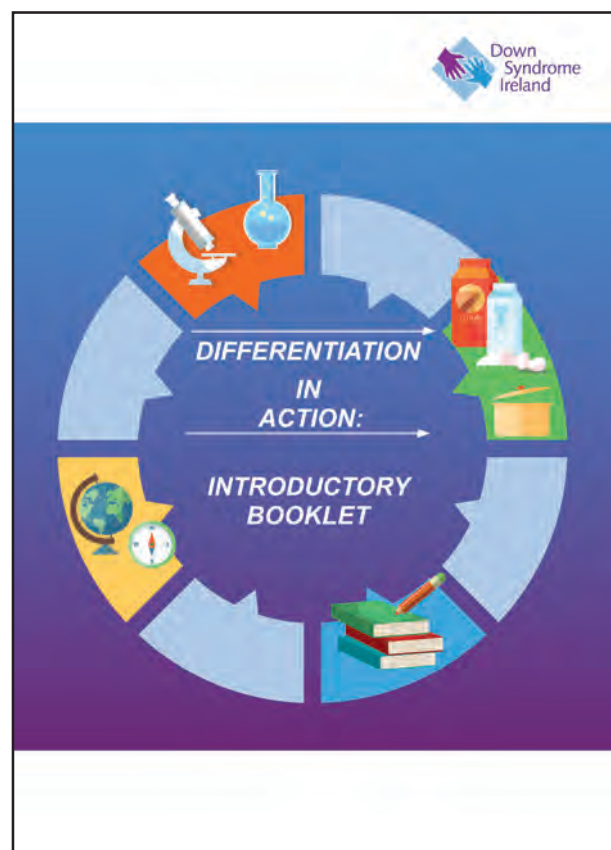 Down
Syndrome
Ireland
DIFFERENTIATION
IN
ACTION:
INTRODUCTORY
BOOKLET